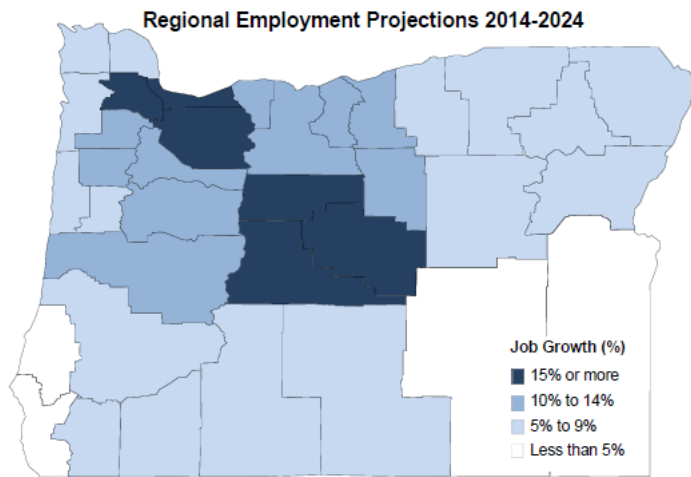 Regional Employment Projections 2014-2024
Job Growth (%)
15% or more
10% to 14%
5% to 9%
Less than 5%